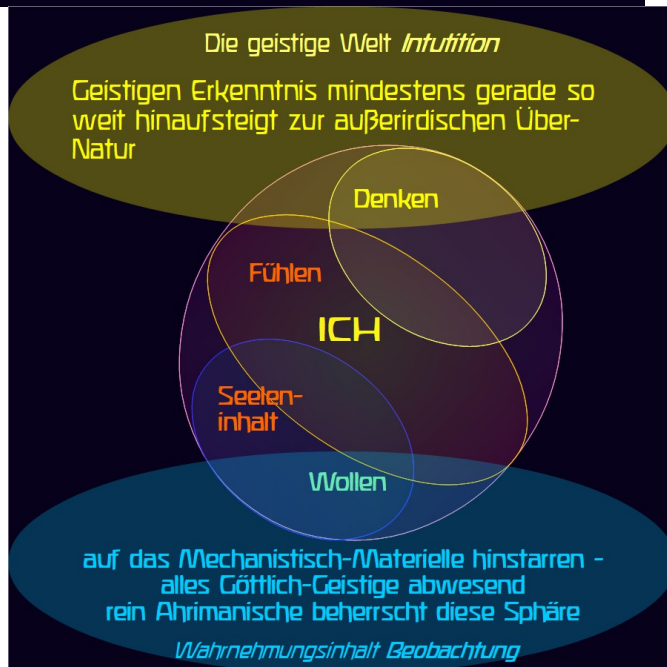 Die geistige Welt Intutition
Geistigen Erkenntnis mindestens gerade so
weit hinaufsteigt zur außerirdischen Über-
Natur
Denken
Fühlen
ICH
Seelen-
inhalt
Wollen
auf das Mechanistisch-Materielle hinstarren -
alles Göttlich-Geistige abwesend
rein Ahrimanische beherrscht diese Sphäre
Wahrnehmungsinhalt Beobachtung